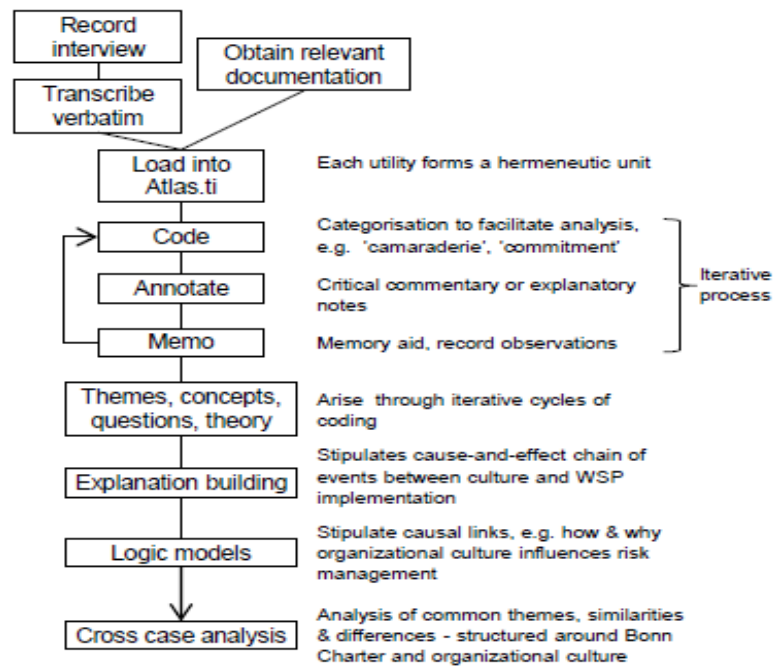 Record
interview
Obtain relevant
documentation
Transcribe
verbatim
Load into
Atlas.ti
Each utility forms a hermeneutic unit
Code
Categorisation to facilitate analysis,
e.g. 'camaraderie', 'commitment'
Iterative
process
Annotate
Critical commentary or explanatory
notes
Memo
Memory aid, record observations
Themes, concepts,
questions, theory
Arise through iterative cycles of
coding
Explanation building
Stipulates cause-and-effect chain of
events between culture and WSP
implementation
Logic models
Stipulate causal links, e.g. how & why
organizational culture influences risk
management
Cross case analysis
Analysis of common themes, similarities
& differences - structured around Bonn
Charter and organizational culture